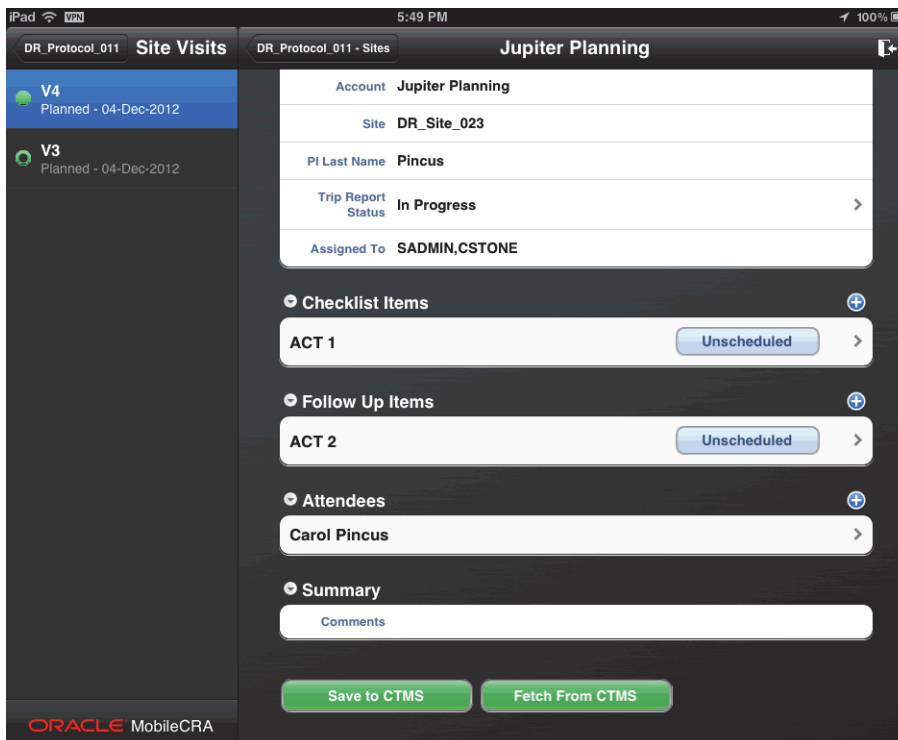 iPad VPN 5:49 PM 100%
DR_Protocol_011 Site Visits DR_Protocol_011 - Sites Jupiter Planning
V4
Planned - 04-Dec-2012
V3
Planned - 04-Dec-2012
Account Jupiter Planning
Site DR_Site_023
PI Last Name Pincus
Trip Report
Status In Progress
Assigned To SADMIN,CSTONE
Checklist Items
ACT 1 Unscheduled
Follow Up Items
ACT 2 Unscheduled
Attendees
Carol Pincus
Summary
Comments
Save to CTMS Fetch From CTMS
ORACLE MobileCRA